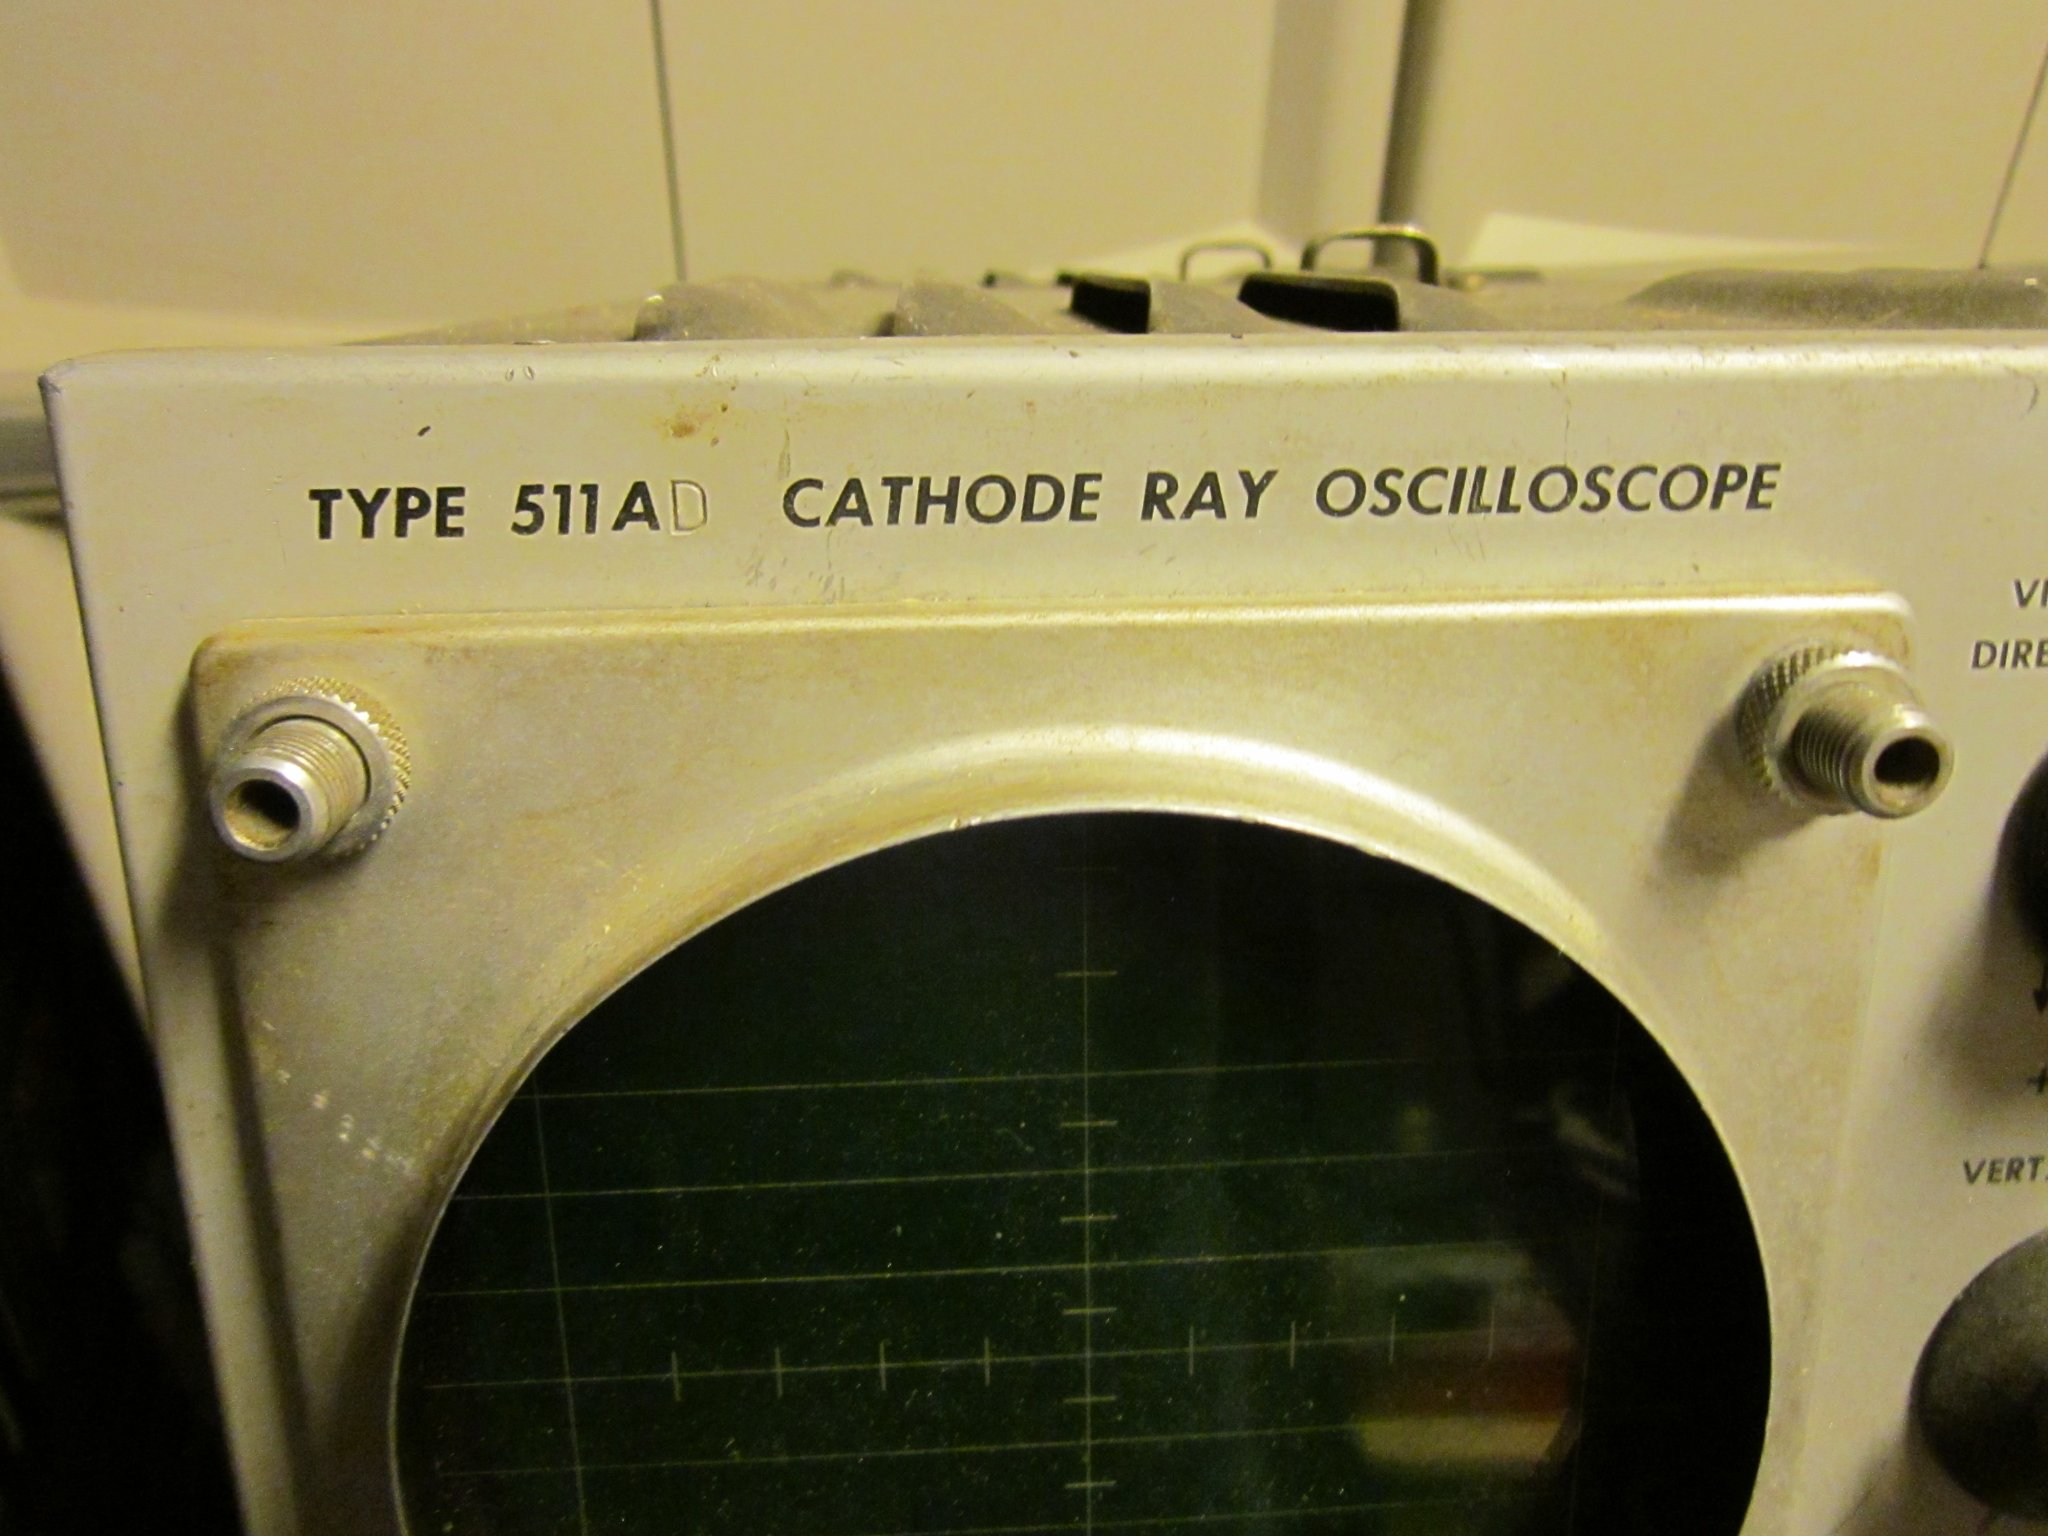 TYPE 511AD CATHODE RAY OSCILLOSCOPE